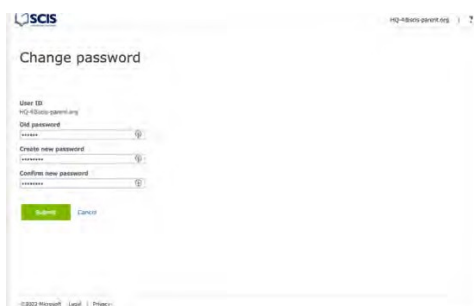 SCIS
HQ-4@scis-parent.org | ?
Change password
User ID
HQ-4@scis-parent.org
Old password
••••••
Create new password
••••••••
Confirm new password
••••••••
Submit Cancel
©2022 Microsoft Legal | Privacy